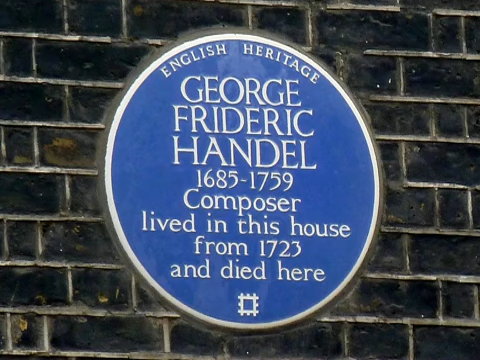 ENGLISH HERITAGE
GEORGE
FRIDERIC
HANDEL
1685-1759
Composer
lived in this house
from 1723
and died here